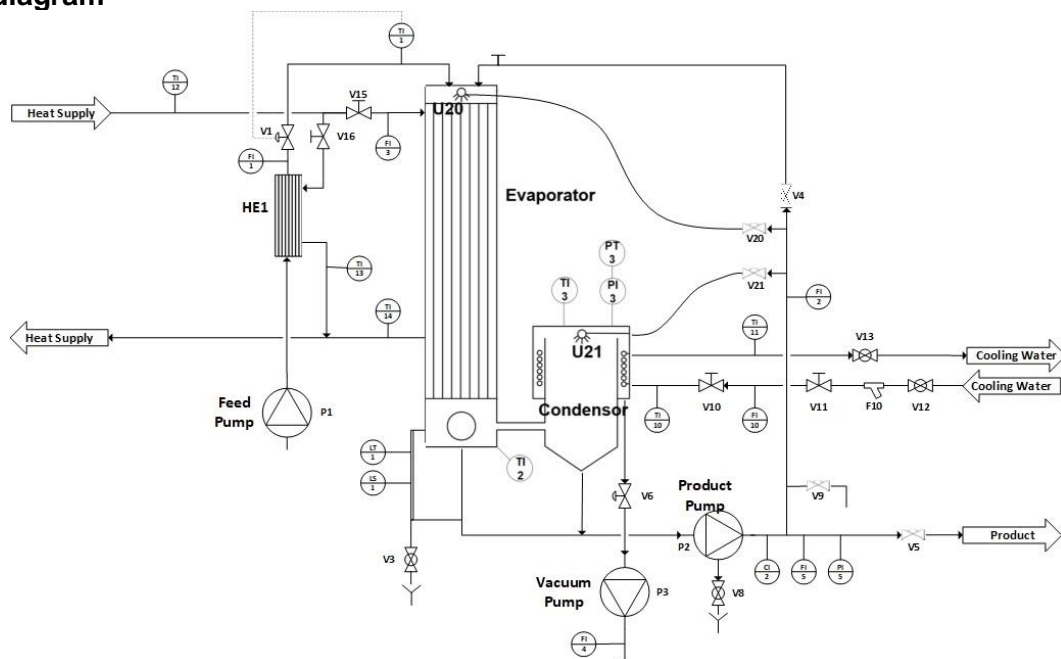 diagram
TI
1
TI
12
Heat Supply
V15
U20
V1
V16
FI
3
FI
1
HE1
Evaporator
V4
V20
PT
3
TI
3
PI
3
V21
TI
13
FI
2
TI
14
TI
11
V13
Heat Supply
U21
Cooling Water
Cooling Water
Feed
Pump
P1
Condensor
V10
V11
F10
V12
TI
10
FI
10
LT
1
TI
2
LS
1
V6
Product
Pump
V9
P2
V5
Product
V3
CI
2
FI
5
PI
5
Vacuum
Pump
P3
V8
FI
4